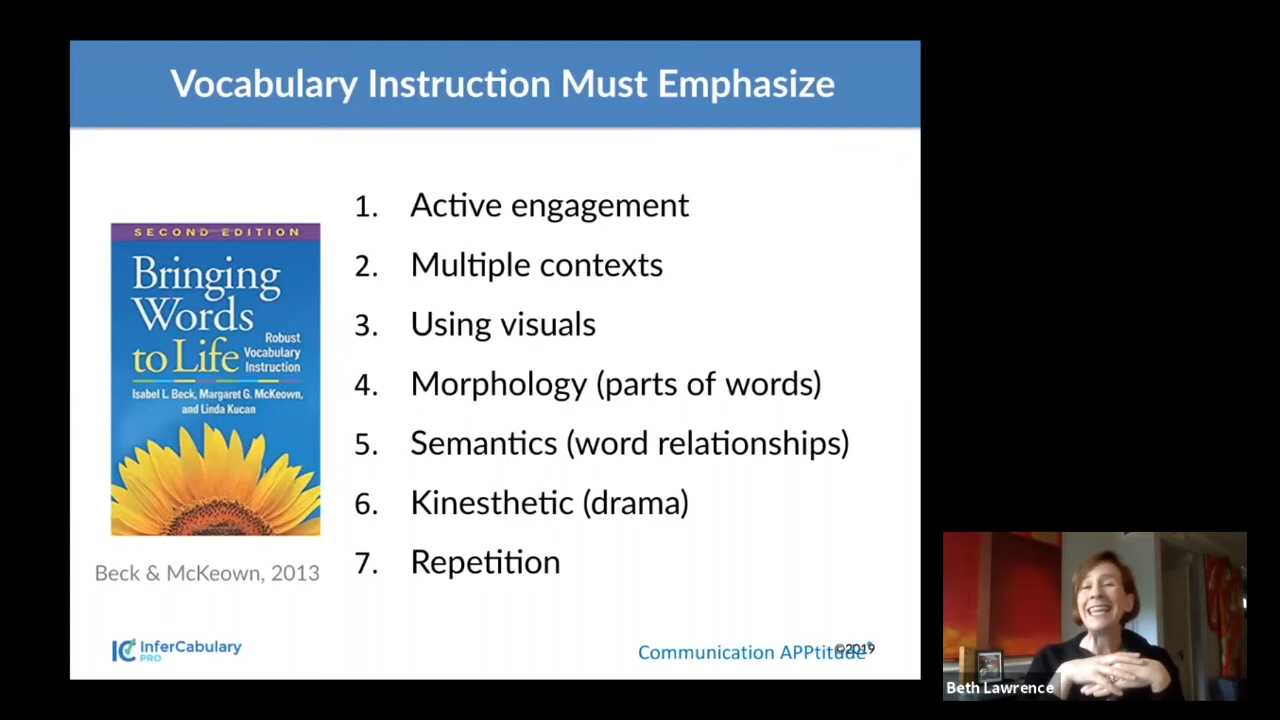 Vocabulary Instruction Must Emphasize
SECOND EDITION
Bringing
Words
to Life
Robust
Vocabulary
Instruction
Isabel L. Beck, Margaret G. McKeown,
and Linda Kucan
Beck & McKeown, 2013
1. Active engagement
2. Multiple contexts
3. Using visuals
4. Morphology (parts of words)
5. Semantics (word relationships)
6. Kinesthetic (drama)
7. Repetition
IC InferCabulary
PRO
Communication APPtitude
©2019
Beth Lawrence